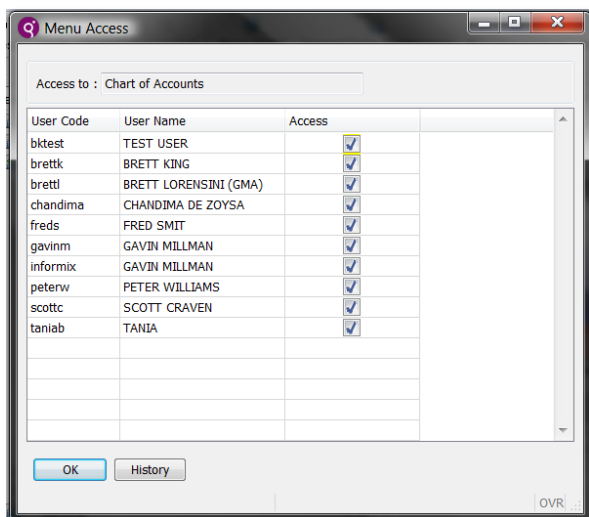 Menu Access
Access to : Chart of Accounts
User Code User Name Access
bktest TEST USER
brettk BRETT KING
brettl BRETT LORENSINI (GMA)
chandima CHANDIMA DE ZOYSA
freds FRED SMIT
gavinm GAVIN MILLMAN
informix GAVIN MILLMAN
peterw PETER WILLIAMS
scottc SCOTT CRAVEN
taniab TANIA
OK History
OVR